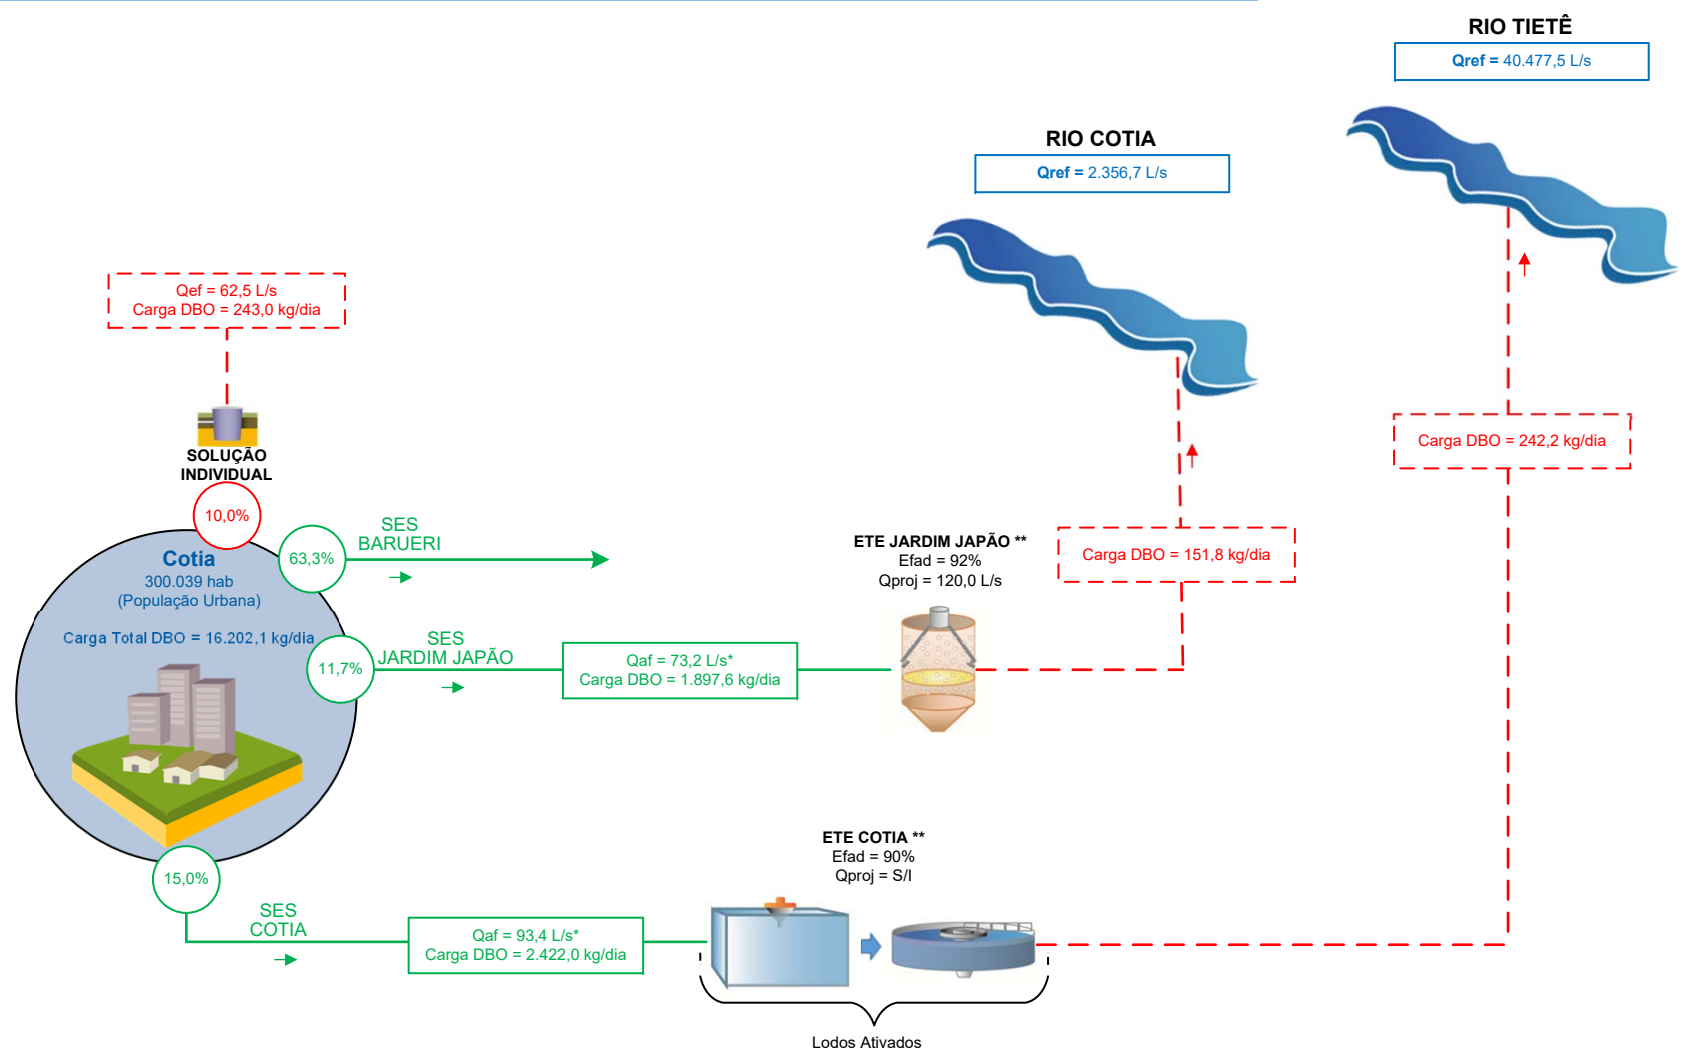 RIO TIETÊ
Qref = 40.477,5 L/s
RIO COTIA
Qref = 2.356,7 L/s
Qef = 62,5 L/s
Carga DBO = 243,0 kg/dia
SOLUÇÃO
INDIVIDUAL
10,0%
Cotia
300.039 hab
(População Urbana)
Carga Total DBO = 16.202,1 kg/dia
63,3%
SES
BARUERI
11,7%
SES
JARDIM JAPÃO
Qaf = 73,2 L/s*
Carga DBO = 1.897,6 kg/dia
ETE JARDIM JAPÃO **
Efad = 92%
Qproj = 120,0 L/s
Carga DBO = 151,8 kg/dia
Carga DBO = 242,2 kg/dia
15,0%
SES
COTIA
Qaf = 93,4 L/s*
Carga DBO = 2.422,0 kg/dia
ETE COTIA **
Efad = 90%
Qproj = S/I
Lodos Ativados